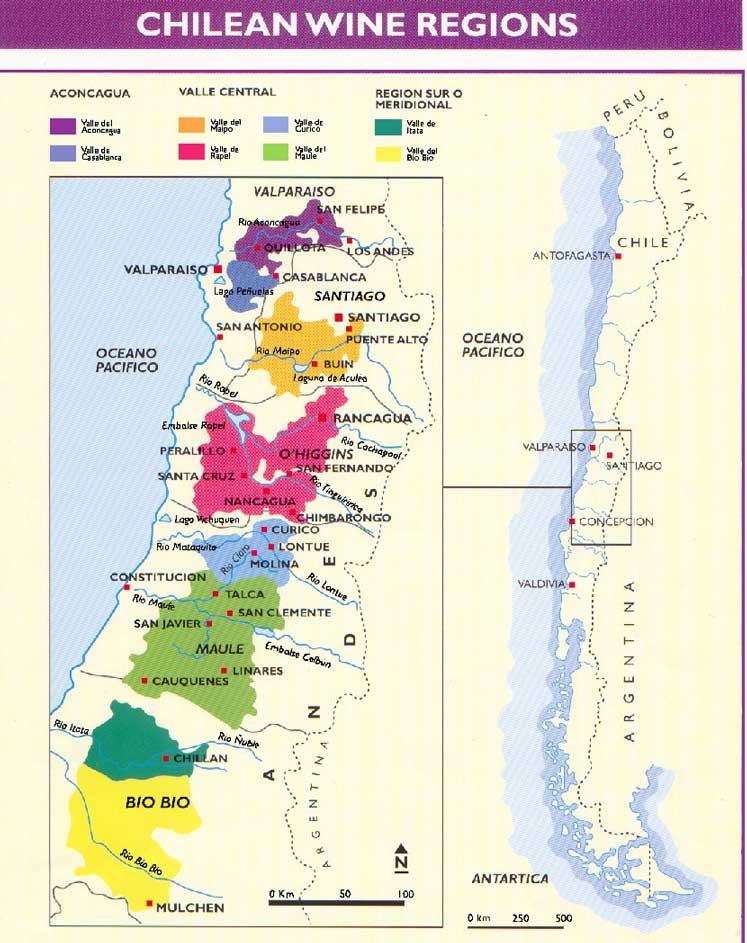 CHILEAN WINE REGIONS
ACONCAGUA
Valle del
Aconcagua
Valle de
Casablanca
VALLE CENTRAL
Valle del
Maipo
Valle de
Rapel
Valle de
Curico
Valle del
Maule
REGION SUR O
MERIDIONAL
Valle de
Itata
Valle del
Bio Bio
VALPARAISO
SAN FELIPE
Rio Aconcagua
QUILLOTA
LOS ANDES
VALPARAISO
CASABLANCA
Lago Peñuelas
SANTIAGO
SANTIAGO
SAN ANTONIO
PUENTE ALTO
OCEANO
PACIFICO
Rio Maipo
BUIN
Laguna de Aculeo
Rio Rapel
RANCAGUA
Embalse Rapel
Rio Cachapoal
PERALILLO
O'HIGGINS
SAN FERNANDO
SANTA CRUZ
Rio Tinguiririca
NANCAGUA
CHIMBARONGO
Lago Vichuquen
CURICO
Rio Mataquito
LONTUE
Rio Claro
MOLINA
CONSTITUCION
Rio Lontue
Rio Maule
TALCA
SAN CLEMENTE
SAN JAVIER
MAULE
Embalse Colbun
LINARES
CAUQUENES
Rio Itata
Rio Ñuble
CHILLAN
BIO BIO
Rio Bio Bio
MULCHEN
ANDES
ARGENTINA
N
0 Km 50 100
PERU
BOLIVIA
CHILE
ANTOFAGASTA
OCEANO
PACIFICO
VALPARAISO
SANTIAGO
CONCEPCION
VALDIVIA
ARGENTINA
ANTARTICA
0 km 250 500